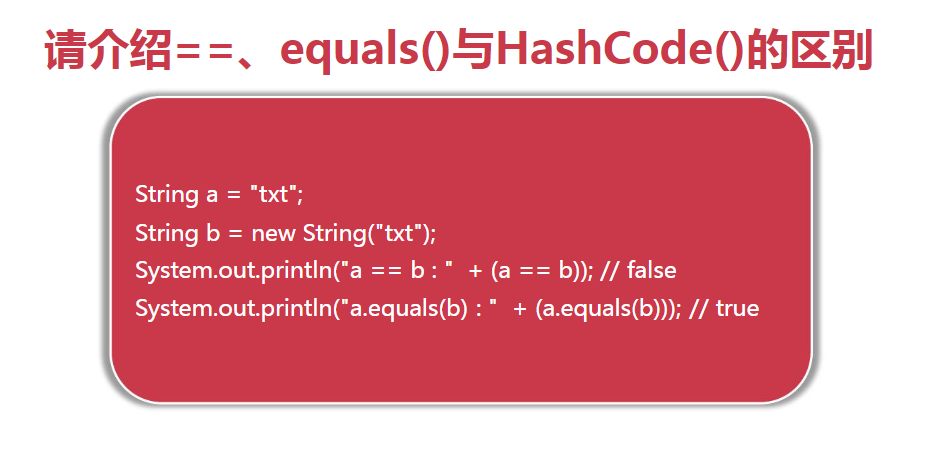 请介绍==、equals()与HashCode()的区别
String a = "txt";
String b = new String("txt");
System.out.println("a == b : "  + (a == b)); // false
System.out.println("a.equals(b) : "  + (a.equals(b))); // true